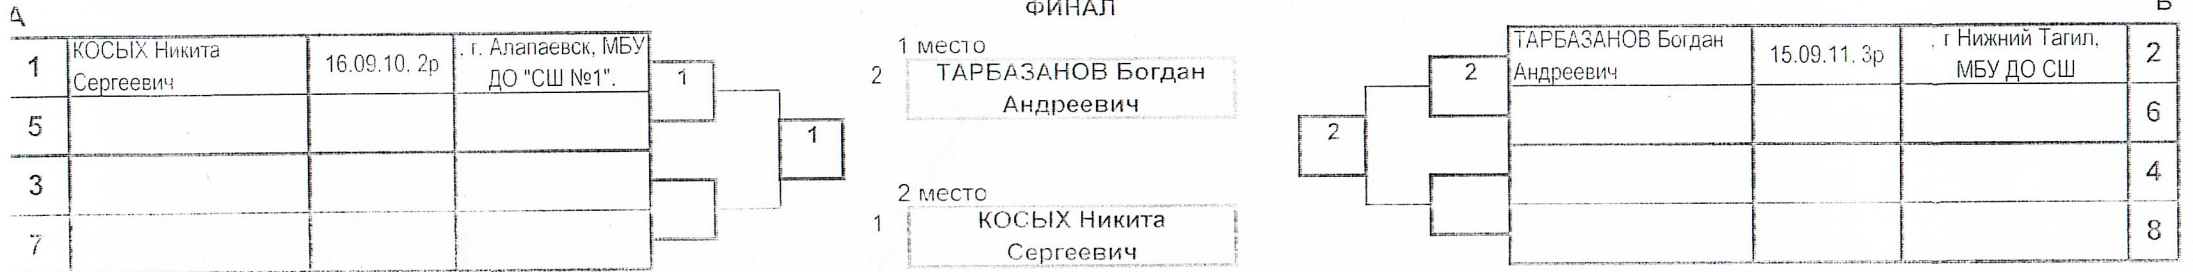 А
ФИНАЛ
В
1
КОСЫХ Никита
Сергеевич
16.09.10. 2р
. г. Алапаевск, МБУ
ДО "СШ №1".
5
3
7
1
1
1 место
2
ТАРБАЗАНОВ Богдан
Андреевич
2 место
1
КОСЫХ Никита
Сергеевич
2
2
ТАРБАЗАНОВ Богдан
Андреевич
15.09.11. 3р
. г Нижний Тагил,
МБУ ДО СШ
2
6
4
8